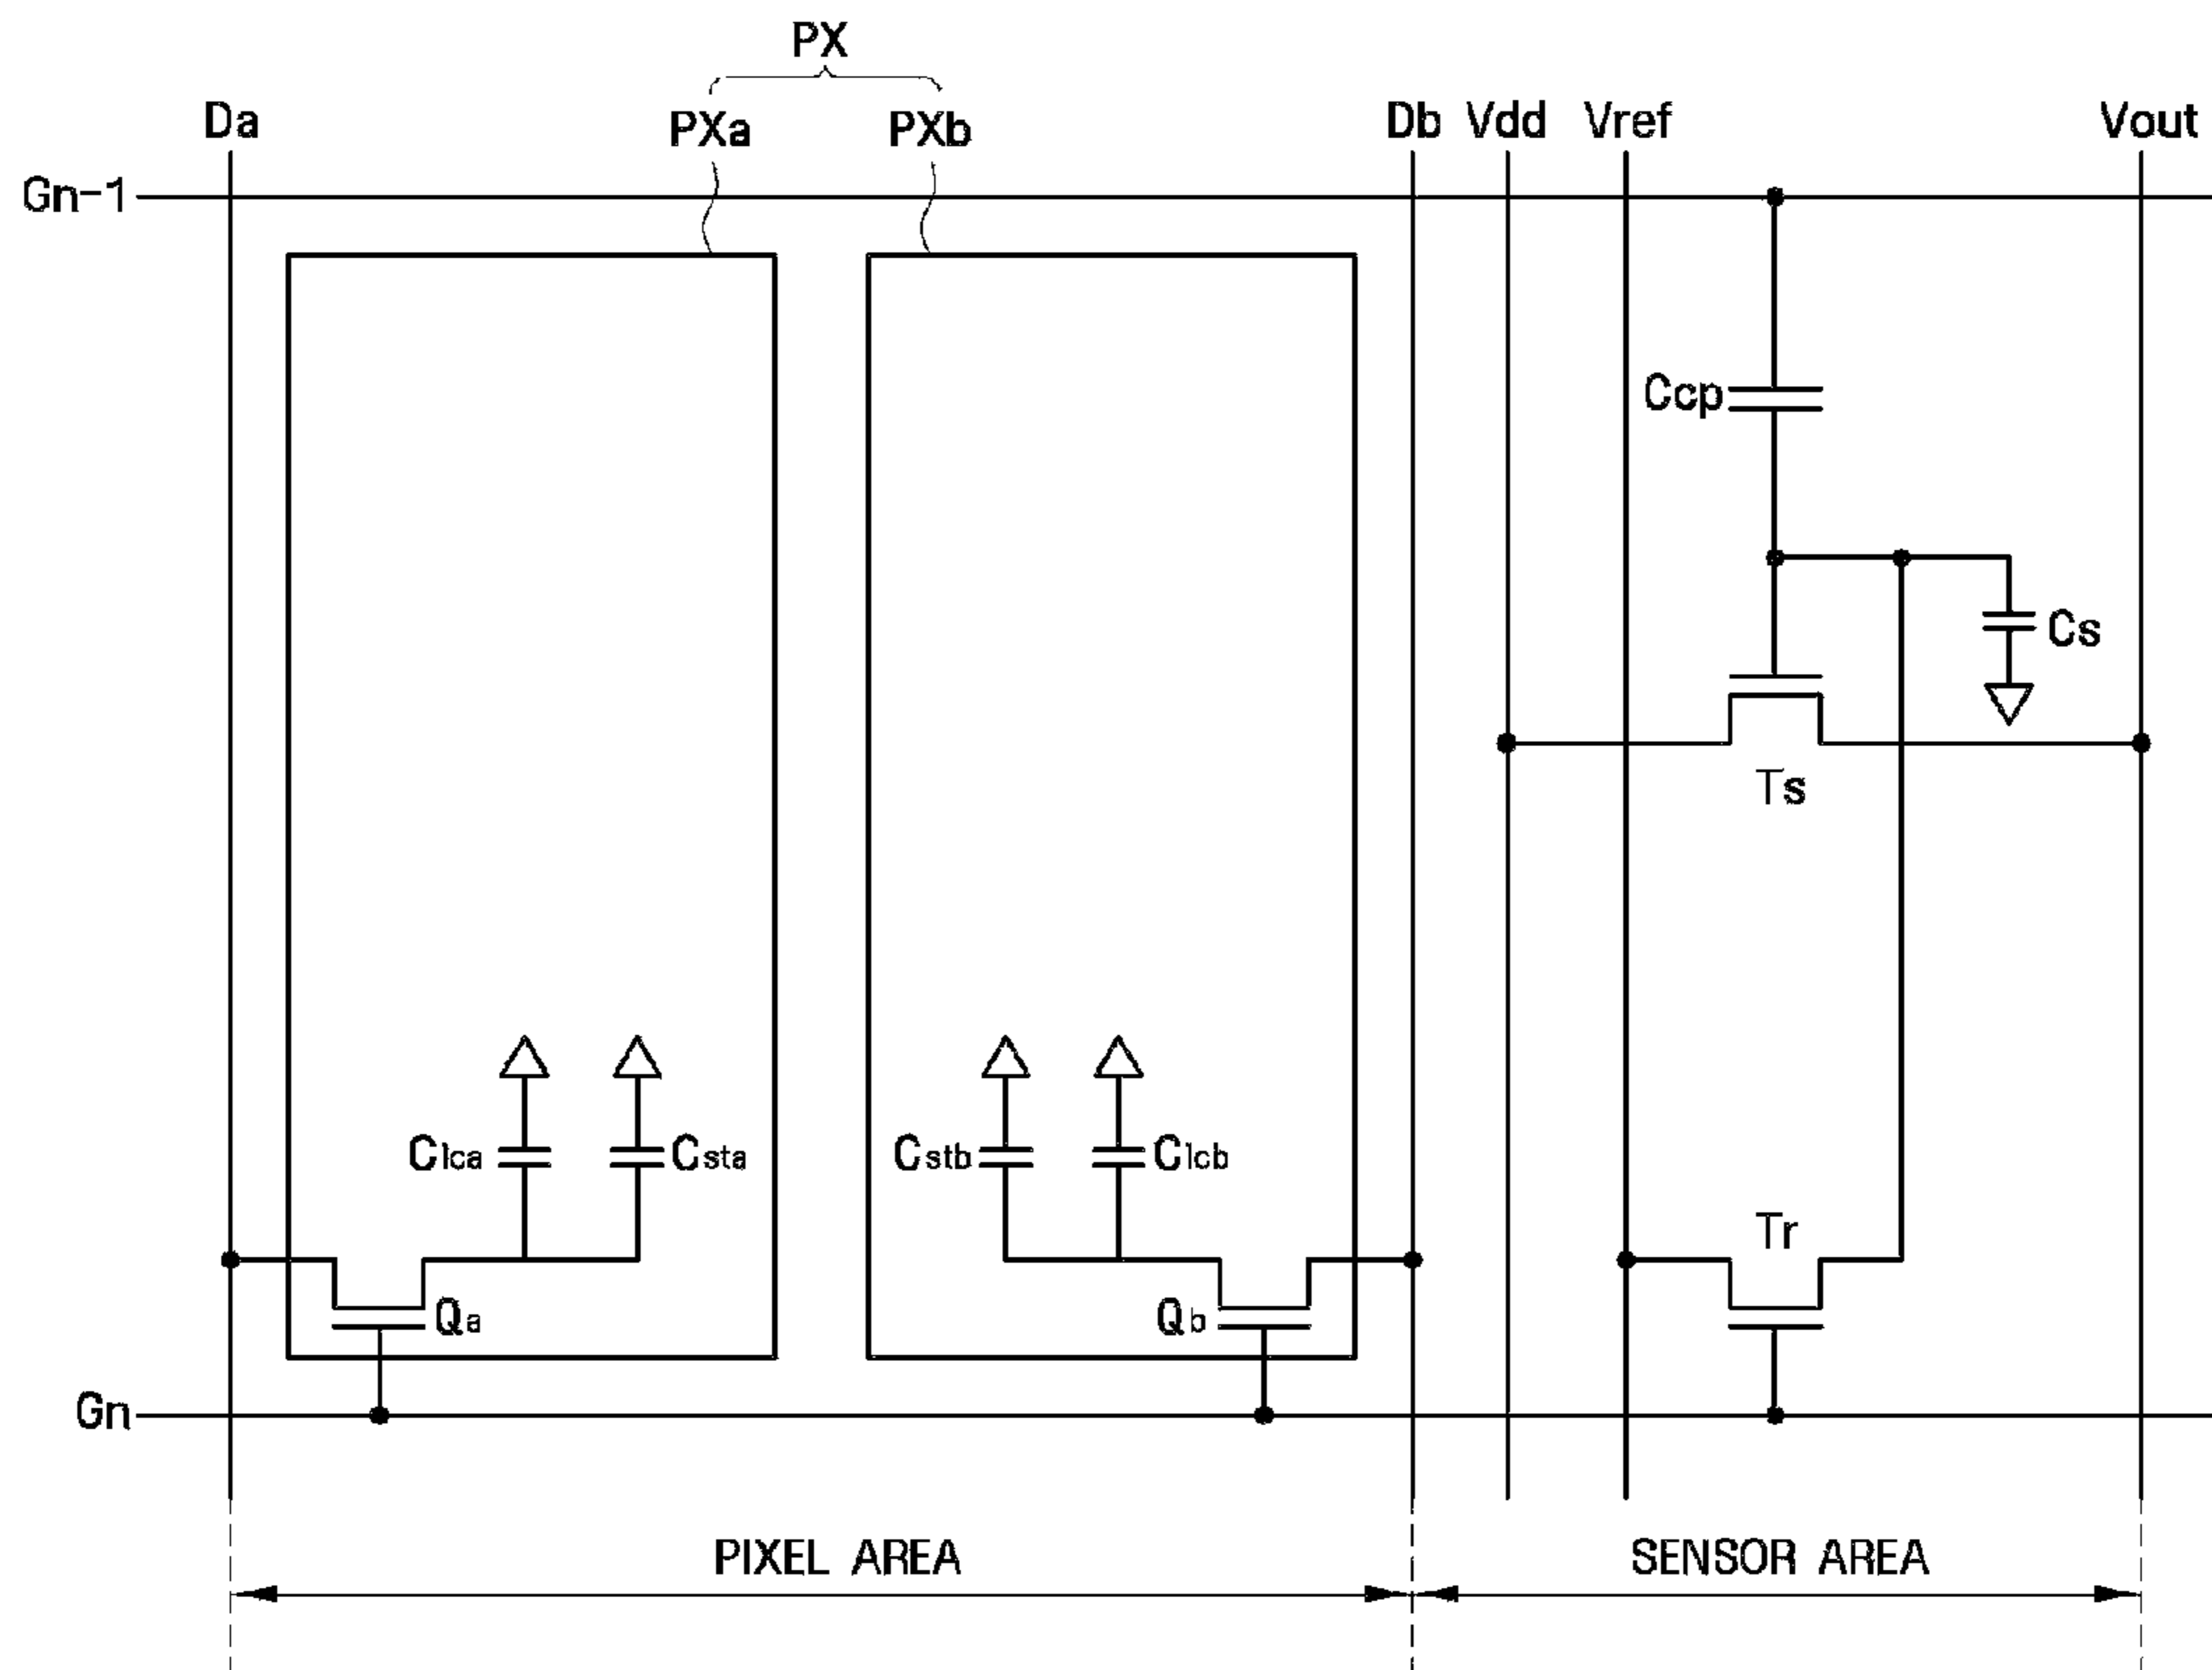 PX
Da PXa PXb Db Vdd Vref Vout
Gn-1
Ccp
Cs
Ts
Clca Csta Cstb Clcb
Tr
Qa Qb
Gn
PIXEL AREA SENSOR AREA